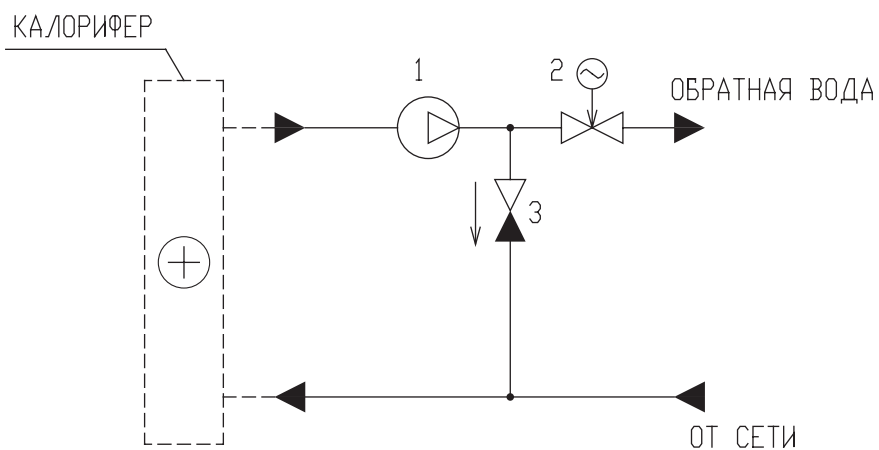 КАЛОРИФЕР
1
2
ОБРАТНАЯ ВОДА
3
ОТ СЕТИ